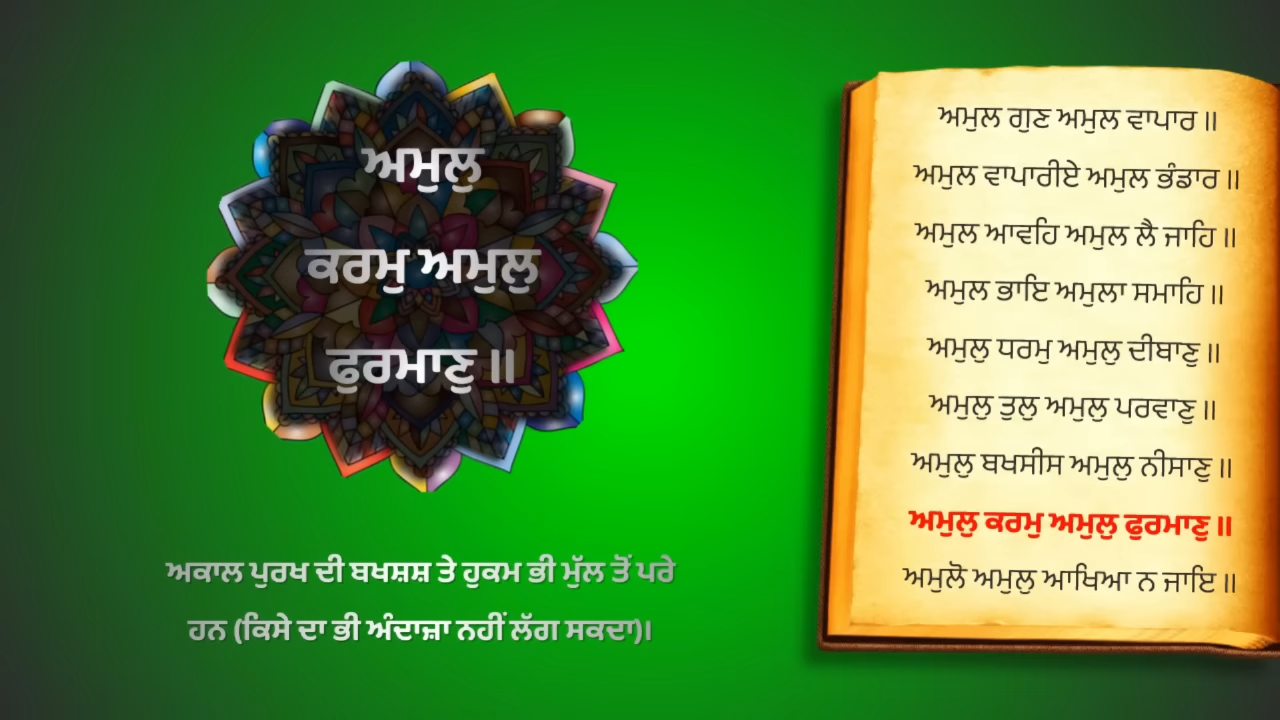 ਅਮੁਲੁ
ਕਰਮੁ ਅਮੁਲੁ
ਫੁਰਮਾਣੁ ॥
ਅਕਾਲ ਪੁਰਖ ਦੀ ਬਖਸ਼ਸ਼ ਤੇ ਹੁਕਮ ਭੀ ਮੁੱਲ ਤੋਂ ਪਰੇ
ਹਨ (ਕਿਸੇ ਦਾ ਭੀ ਅੰਦਾਜ਼ਾ ਨਹੀਂ ਲੱਗ ਸਕਦਾ)।
ਅਮੁਲ ਗੁਣ ਅਮੁਲ ਵਾਪਾਰ ॥
ਅਮੁਲ ਵਾਪਾਰੀਏ ਅਮੁਲ ਭੰਡਾਰ ॥
ਅਮੁਲ ਆਵਹਿ ਅਮੁਲ ਲੈ ਜਾਹਿ ॥
ਅਮੁਲ ਭਾਇ ਅਮੁਲਾ ਸਮਾਹਿ ॥
ਅਮੁਲੁ ਧਰਮੁ ਅਮੁਲੁ ਦੀਬਾਣੁ ॥
ਅਮੁਲੁ ਤੁਲੁ ਅਮੁਲੁ ਪਰਵਾਣੁ ॥
ਅਮੁਲੁ ਬਖਸੀਸ ਅਮੁਲੁ ਨੀਸਾਣੁ ॥
ਅਮੁਲੁ ਕਰਮੁ ਅਮੁਲੁ ਫੁਰਮਾਣੁ ॥
ਅਮੁਲੋ ਅਮੁਲੁ ਆਖਿਆ ਨ ਜਾਇ ॥